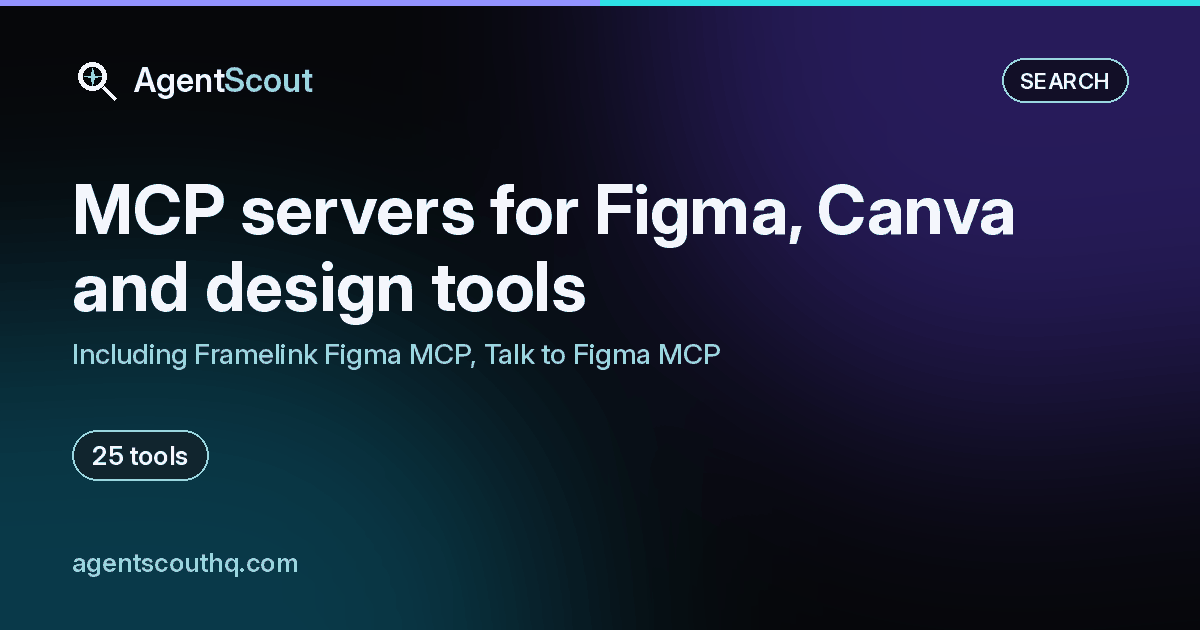 AgentScout
SEARCH
MCP servers for Figma, Canva
and design tools
Including Framelink Figma MCP, Talk to Figma MCP
25 tools
agentscouthq.com